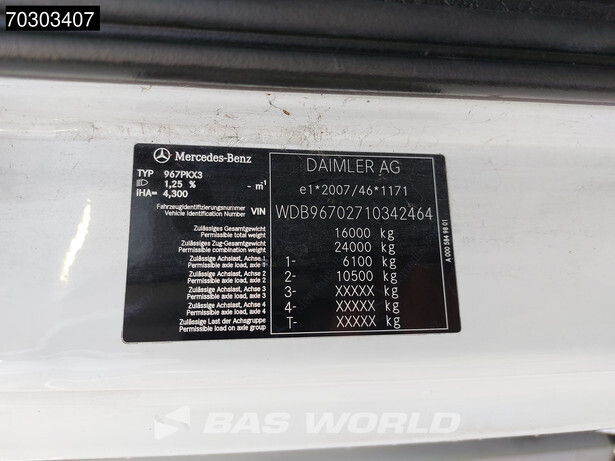 70303407
Mercedes-Benz
TYP 967PKX3
1,25 % - m⁻¹
iHA= 4,300
Fahrzeugidentifizierungsnummer
Vehicle Identification Number VIN
Zulässiges Gesamtgewicht
Permissible total weight
Zulässiges Zug-Gesamtgewicht
Permissible combination weight
Zulässige Achslast, Achse 1
Permissible axle load, axle 1
Zulässige Achslast, Achse 2
Permissible axle load, axle 2
Zulässige Achslast, Achse 3
Permissible axle load, axle 3
Zulässige Achslast, Achse 4
Permissible axle load, axle 4
Zulässige Last der Achsgruppe
Permissible load on axle group
DAIMLER AG
e1*2007/46*1171
WDB96702710342464
16000 kg
24000 kg
1- 6100 kg
2- 10500 kg
3- XXXXX kg
4- XXXXX kg
T- XXXXX kg
A 000 584 98 01
BAS WORLD